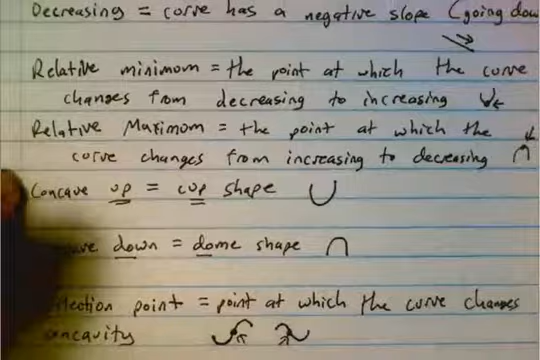 Decreasing = curve has a negative slope (going dow
Relative minimum = the point at which the curve
changes from decreasing to increasing
Relative Maximum = the point at which the
curve changes from increasing to decreasing
Concave up = cup shape
ave down = dome shape
flection point = point at which the curve changes
oncavity